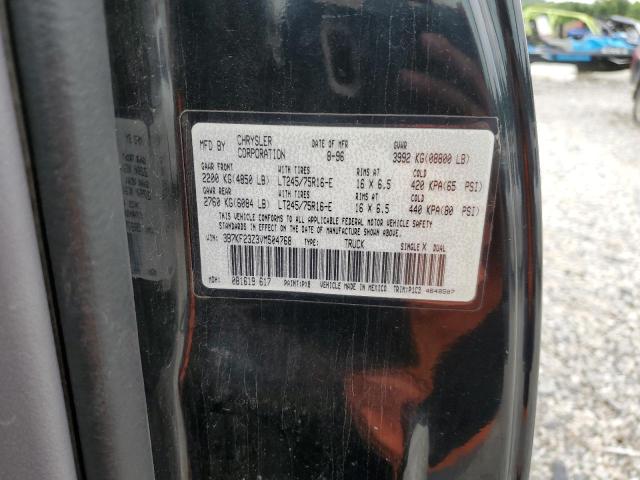 MFD BY CHRYSLER CORPORATION DATE OF MFR 8-96 GVWR 3992 KG(08800 LB)
GAWR FRONT WITH TIRES RIMS AT COLD
2200 KG(4850 LB) LT245/75R16-E 16 X 6.5 420 KPA(65 PSI)
GAWR REAR WITH TIRES RIMS AT COLD
2760 KG(6084 LB) LT245/75R16-E 16 X 6.5 440 KPA(80 PSI)
THIS VEHICLE CONFORMS TO ALL APPLICABLE FEDERAL MOTOR VEHICLE
SAFETY STANDARDS IN EFFECT ON THE DATE OF MANUFACTURE SHOWN ABOVE.
VIN: 3B7KF23Z3VM504768 TYPE: TRUCK SINGLE X DUAL
MDH: 081619 617 PAINT:PX8 VEHICLE MADE IN MEXICO TRIM:P1C3 4648507